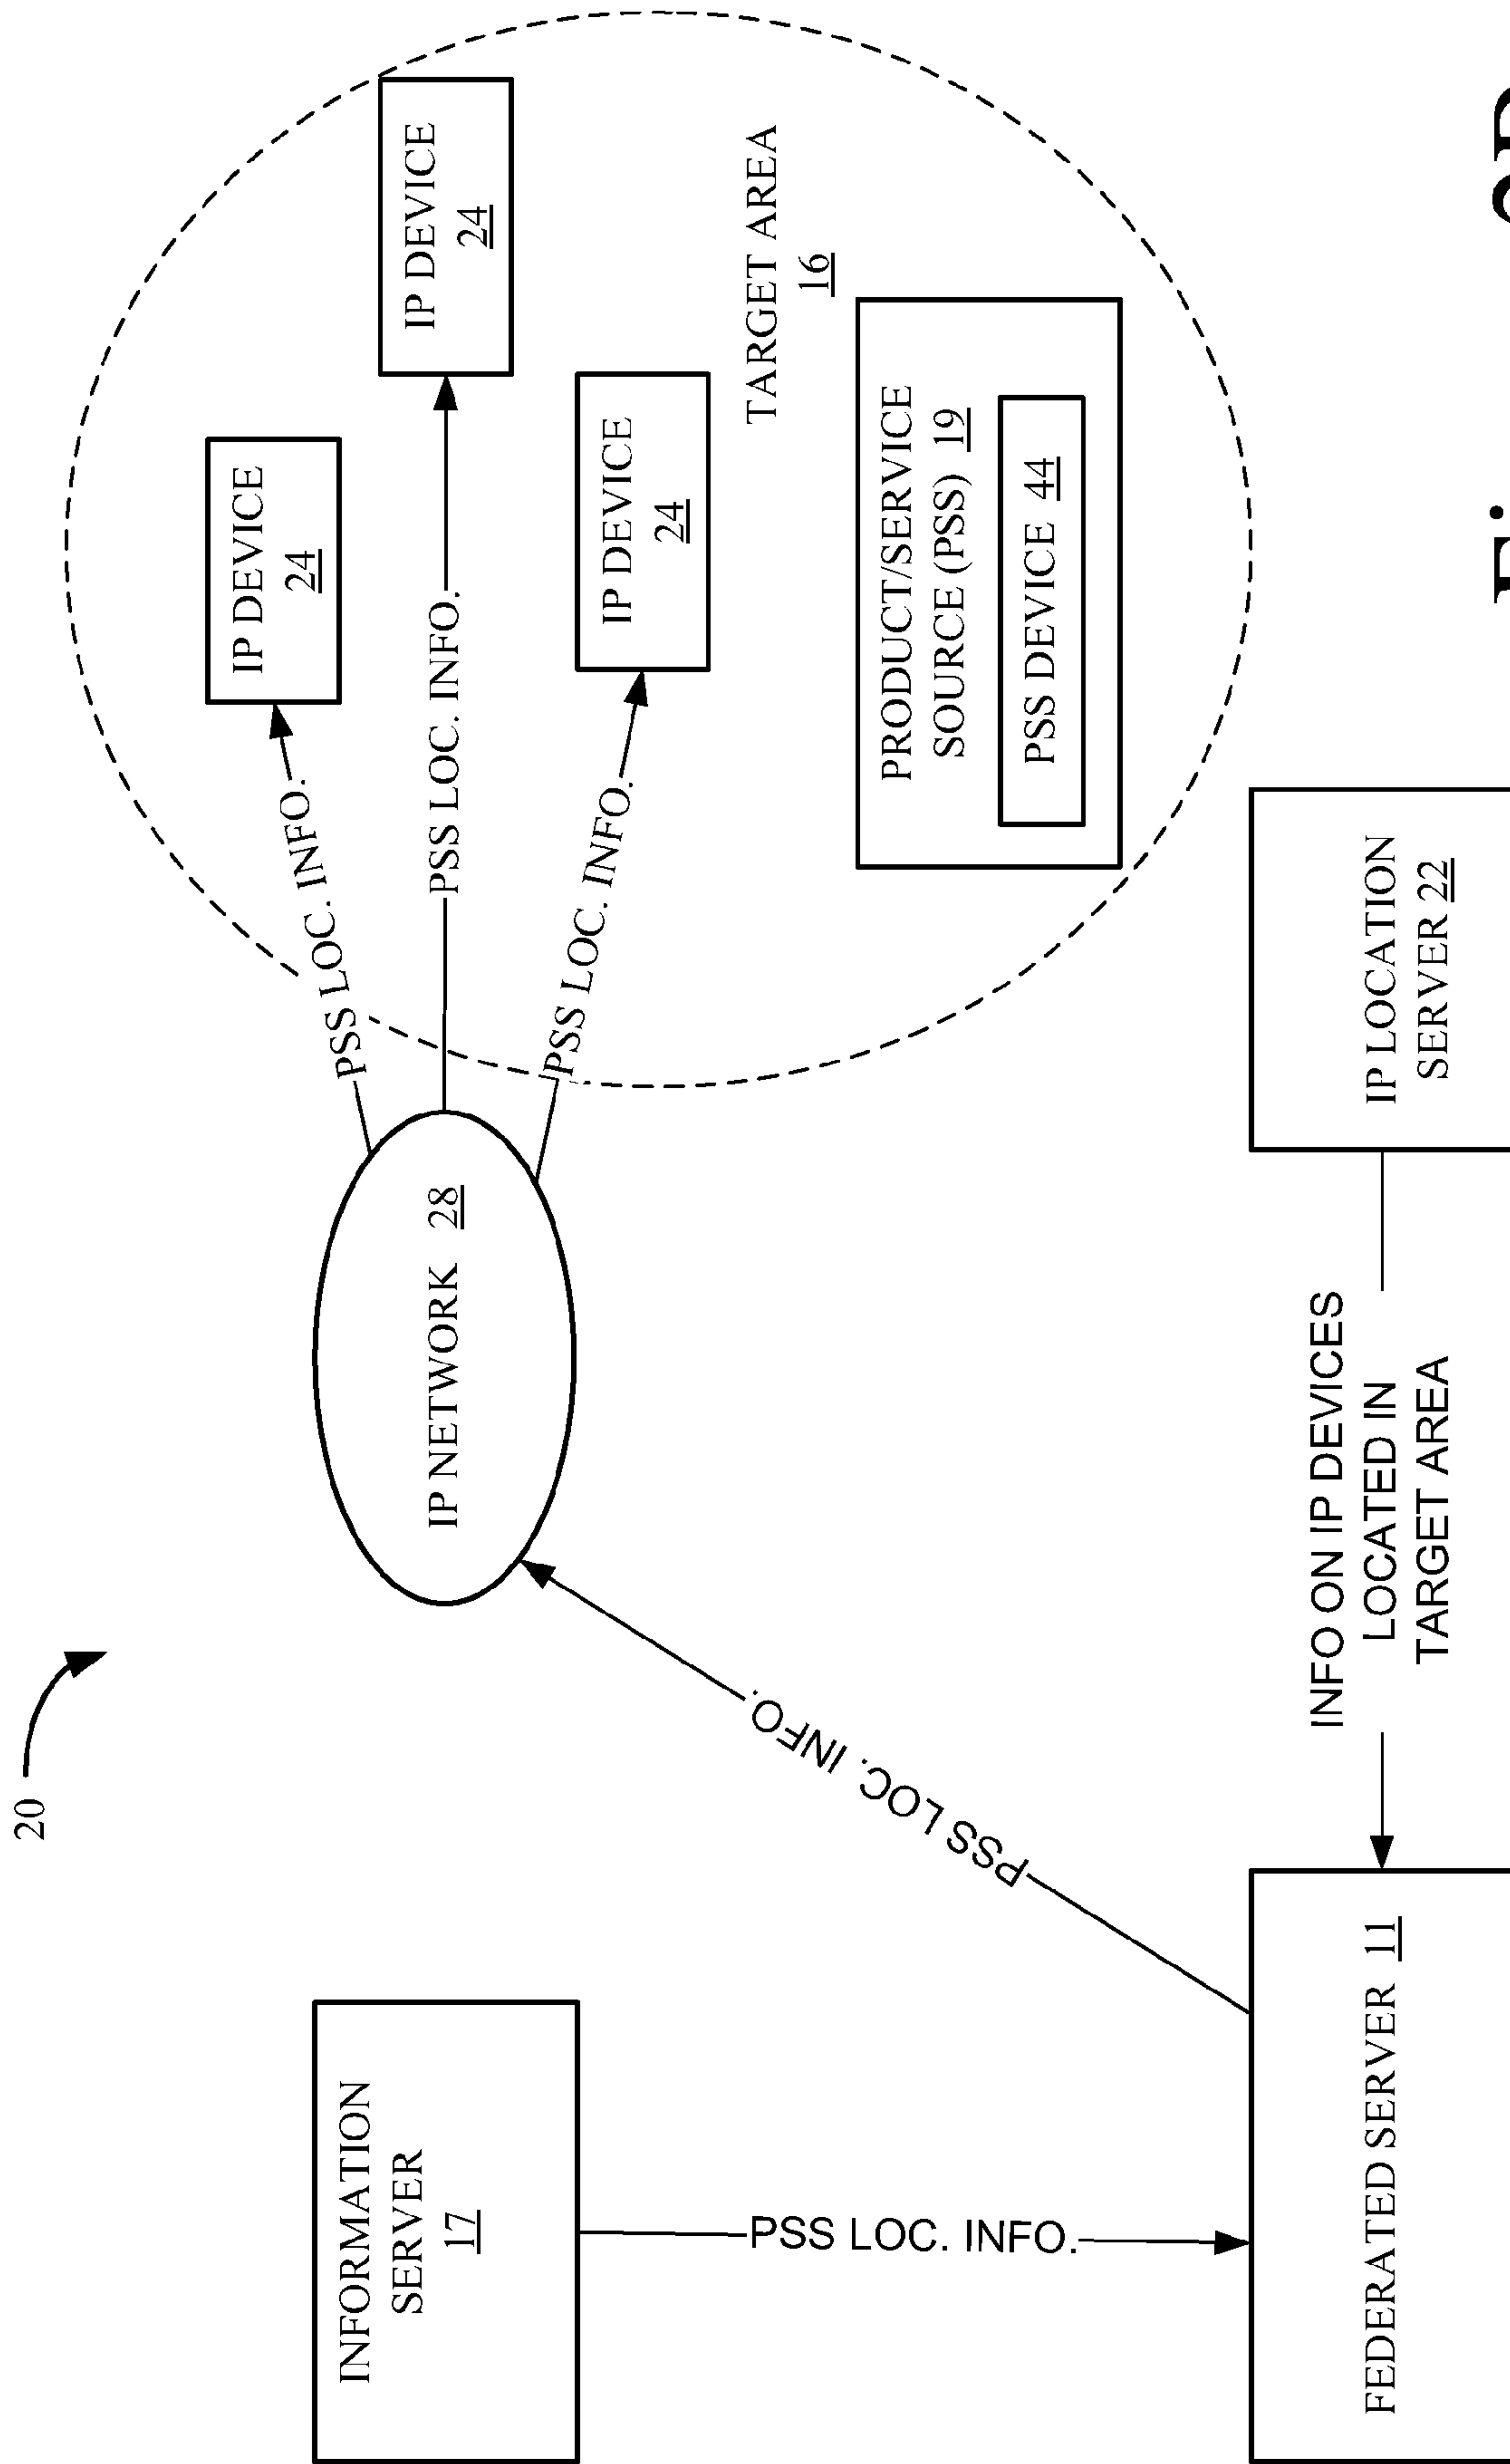 20
INFORMATION
SERVER
17
PSS LOC. INFO.
FEDERATED SERVER 11
PSS LOC. INFO.
IP NETWORK 28
PSS LOC. INFO.
PSS LOC. INFO.
PSS LOC. INFO.
IP DEVICE
24
IP DEVICE
24
IP DEVICE
24
TARGET AREA
16
PRODUCT/SERVICE
SOURCE (PSS) 19
PSS DEVICE 44
INFO ON IP DEVICES
LOCATED IN
TARGET AREA
IP LOCATION
SERVER 22